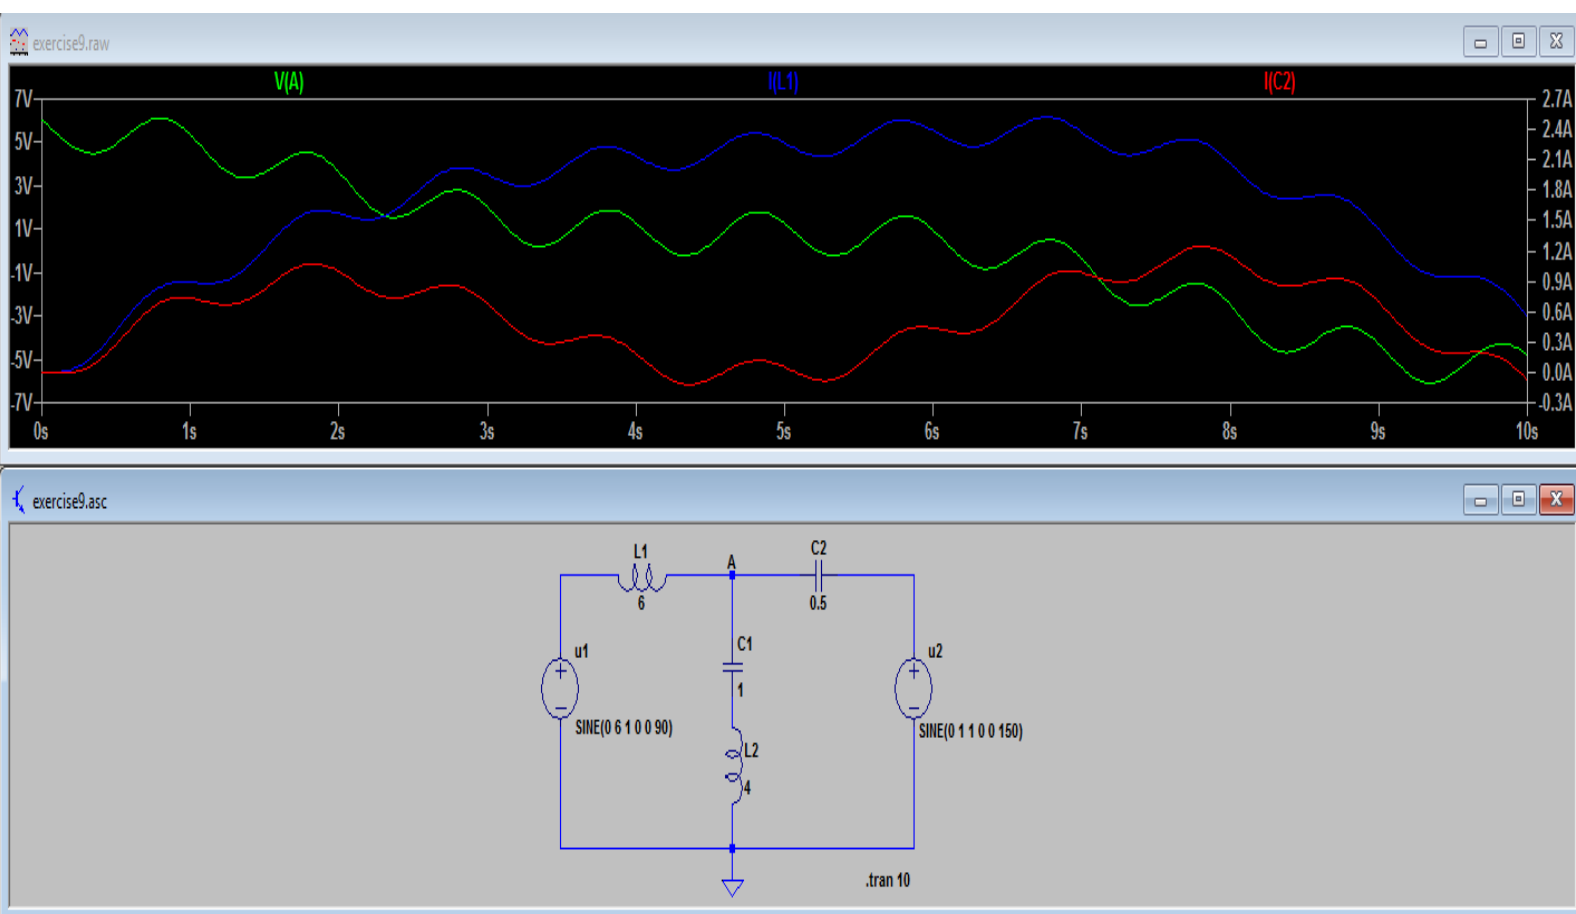 exercise9.raw
V(A) I(L1) I(C2)
7V 2.7A
5V 2.4A
3V 2.1A
1V 1.8A
-1V 1.5A
-3V 1.2A
-5V 0.9A
-7V 0.6A
0.3A
0.0A
-0.3A
0s 1s 2s 3s 4s 5s 6s 7s 8s 9s 10s
exercise9.asc
L1 A C2
6 0.5
C1
u1 u2
1
SINE(0 6 1 0 0 90) SINE(0 1 1 0 0 150)
L2
4
.tran 10